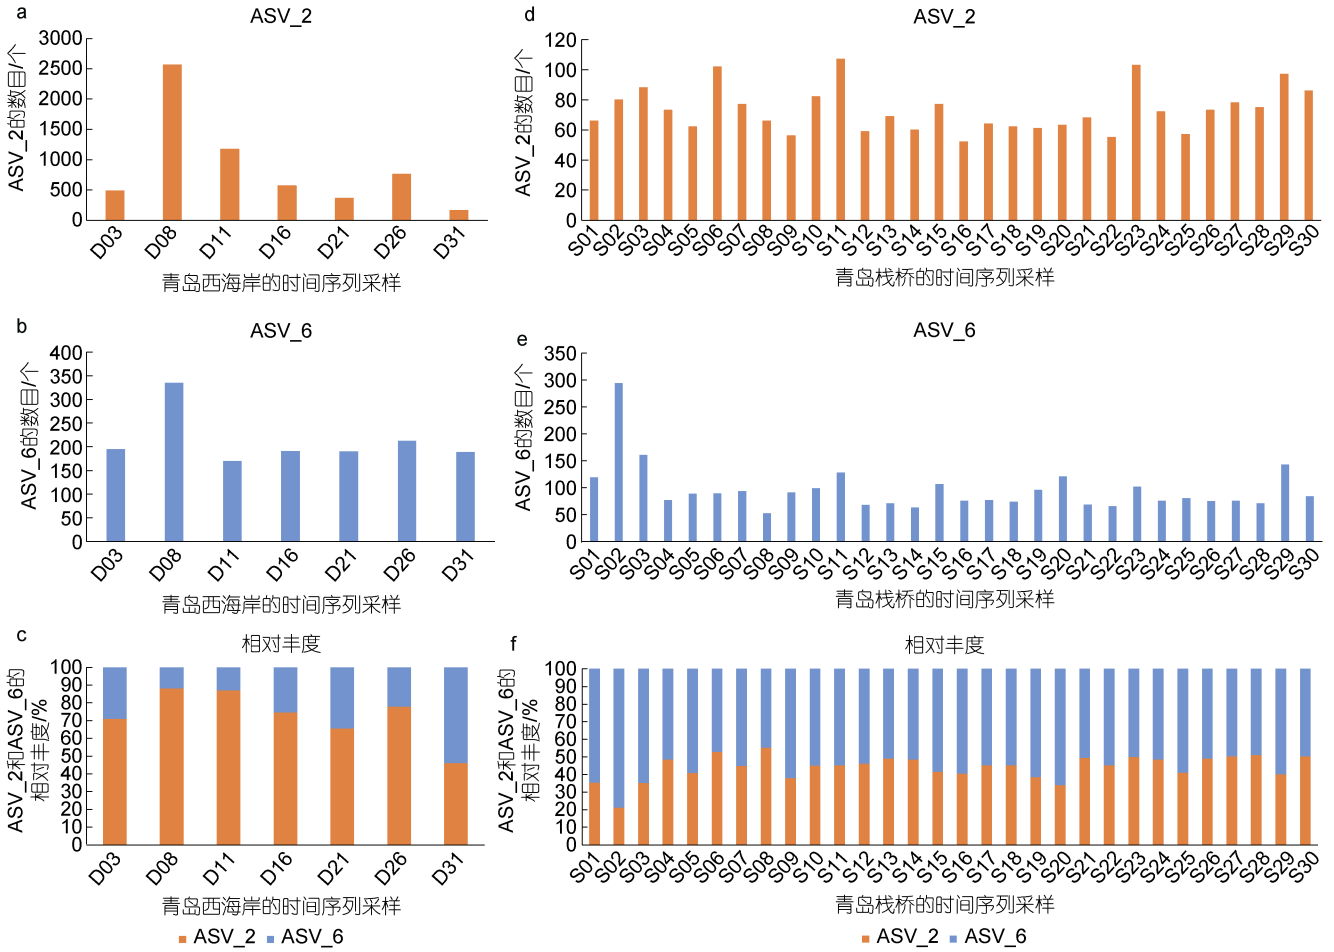 a
ASV_2
ASV_2的数目/个
3000
2500
2000
1500
1000
500
0
D03 D08 D11 D16 D21 D26 D31
青岛西海岸的时间序列采样
b
ASV_6
ASV_6的数目/个
400
350
300
250
200
150
100
50
0
D03 D08 D11 D16 D21 D26 D31
青岛西海岸的时间序列采样
c
相对丰度
ASV_2和ASV_6的
相对丰度/%
100
90
80
70
60
50
40
30
20
10
0
D03 D08 D11 D16 D21 D26 D31
青岛西海岸的时间序列采样
ASV_2 ASV_6
d
ASV_2
ASV_2的数目/个
120
100
80
60
40
20
0
S01 S02 S03 S04 S05 S06 S07 S08 S09 S10 S11 S12 S13 S14 S15 S16 S17 S18 S19 S20 S21 S22 S23 S24 S25 S26 S27 S28 S29 S30
青岛栈桥的时间序列采样
e
ASV_6
ASV_6的数目/个
350
300
250
200
150
100
50
0
S01 S02 S03 S04 S05 S06 S07 S08 S09 S10 S11 S12 S13 S14 S15 S16 S17 S18 S19 S20 S21 S22 S23 S24 S25 S26 S27 S28 S29 S30
青岛栈桥的时间序列采样
f
相对丰度
ASV_2和ASV_6的
相对丰度/%
100
90
80
70
60
50
40
30
20
10
0
S01 S02 S03 S04 S05 S06 S07 S08 S09 S10 S11 S12 S13 S14 S15 S16 S17 S18 S19 S20 S21 S22 S23 S24 S25 S26 S27 S28 S29 S30
青岛栈桥的时间序列采样
ASV_2 ASV_6